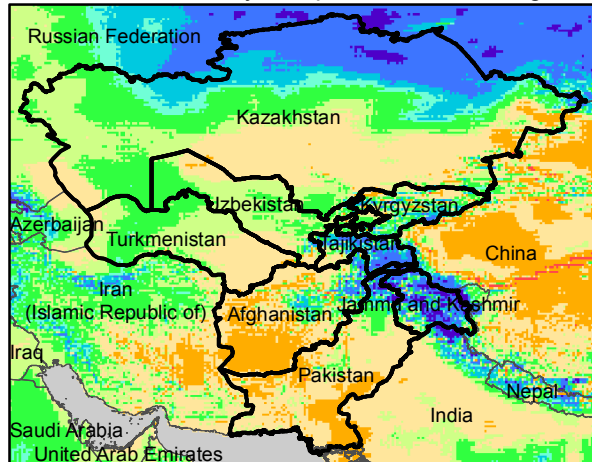 Russian Federation
Kazakhstan
Uzbekistan
Kyrgyzstan
Azerbaijan
Turkmenistan
Tajikistan
China
Iran
(Islamic Republic of)
Afghanistan
Jammu and Kashmir
Iraq
Pakistan
Nepal
India
Saudi Arabia
United Arab Emirates